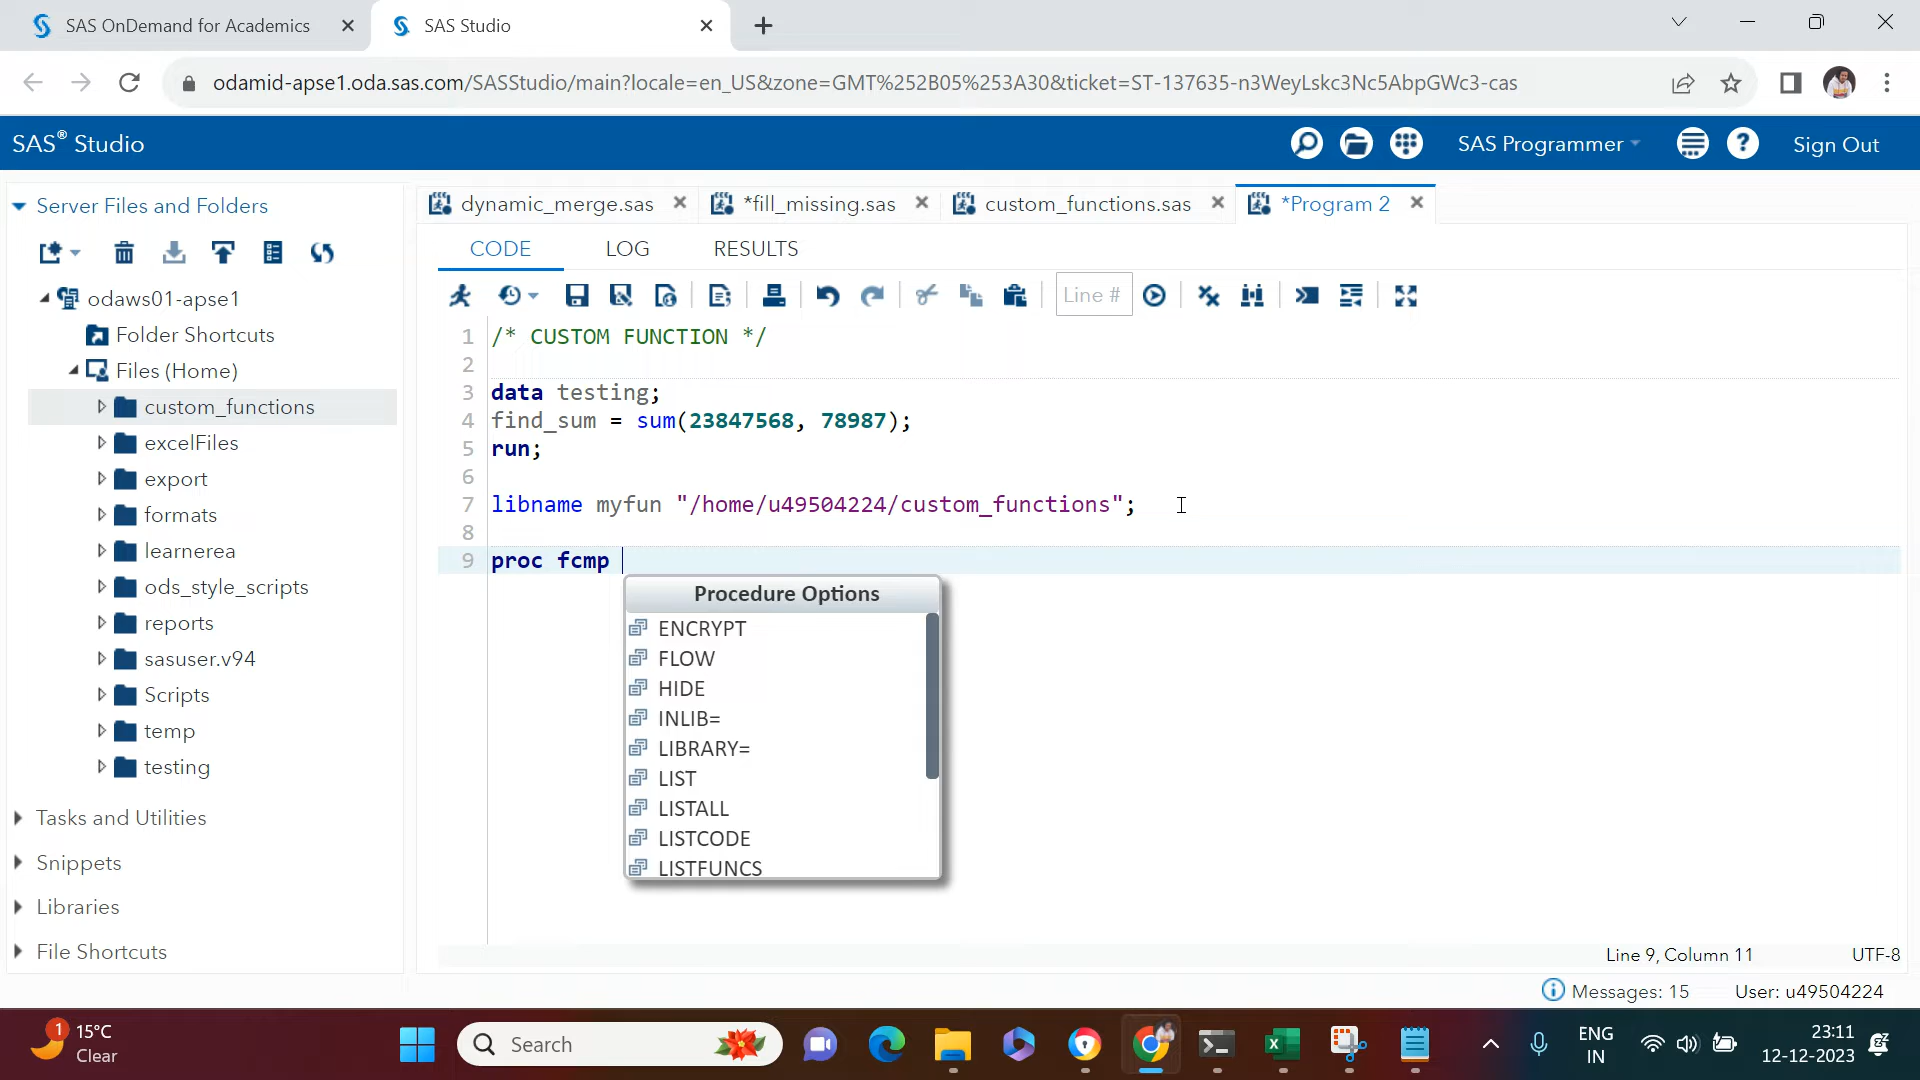 SAS OnDemand for Academics
SAS Studio
odamid-apse1.oda.sas.com/SASStudio/main?locale=en_US&zone=GMT%252B05%253A30&ticket=ST-137635-n3WeyLskc3Nc5AbpGWc3-cas
SAS® Studio
SAS Programmer
Sign Out
Server Files and Folders
odaws01-apse1
Folder Shortcuts
Files (Home)
custom_functions
excelFiles
export
formats
learnerea
ods_style_scripts
reports
sasuser.v94
Scripts
temp
testing
Tasks and Utilities
Snippets
Libraries
File Shortcuts
dynamic_merge.sas
*fill_missing.sas
custom_functions.sas
*Program 2
CODE
LOG
RESULTS
Line #
1 /* CUSTOM FUNCTION */
2
3 data testing;
4 find_sum = sum(23847568, 78987);
5 run;
6
7 libname myfun "/home/u49504224/custom_functions";
8
9 proc fcmp
Procedure Options
ENCRYPT
FLOW
HIDE
INLIB=
LIBRARY=
LIST
LISTALL
LISTCODE
LISTFUNCS
Line 9, Column 11
UTF-8
Messages: 15
User: u49504224
1
15°C
Clear
Search
ENG
IN
23:11
12-12-2023